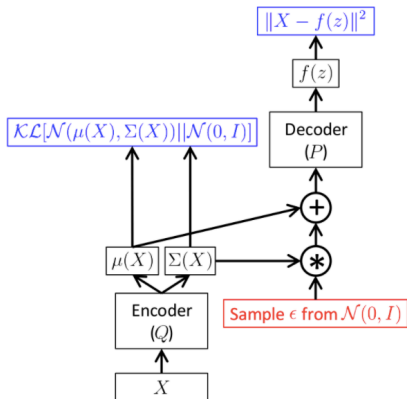 ‖X − f(z)‖²
f(z)
Decoder
(P)
𝒦ℒ[𝒩(μ(X), Σ(X))||𝒩(0, I)]
+
μ(X)
Σ(X)
*
Encoder
(Q)
Sample ϵ from 𝒩(0, I)
X